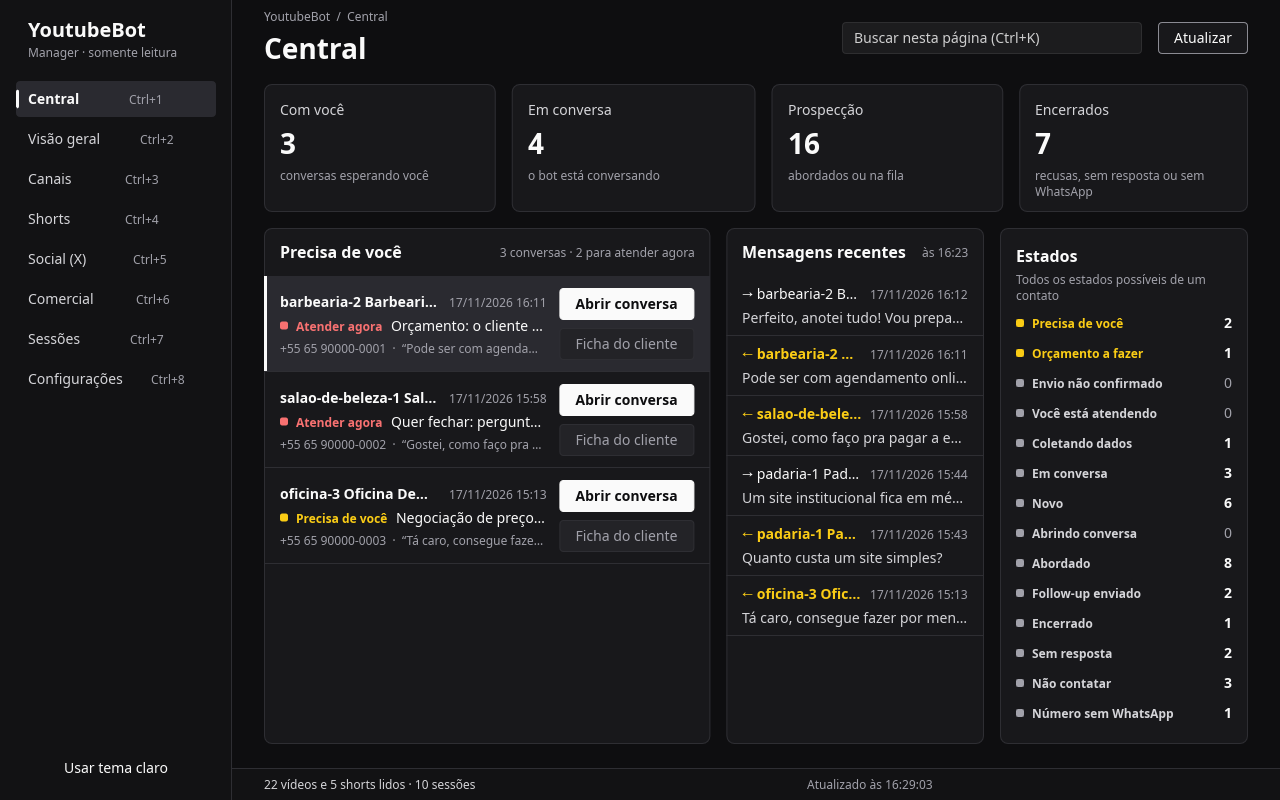 YoutubeBot
Manager · somente leitura
Central Ctrl+1
Visão geral Ctrl+2
Canais Ctrl+3
Shorts Ctrl+4
Social (X) Ctrl+5
Comercial Ctrl+6
Sessões Ctrl+7
Configurações Ctrl+8
Usar tema claro
YoutubeBot / Central
Central
Buscar nesta página (Ctrl+K)
Atualizar
Com você
3
conversas esperando você
Em conversa
4
o bot está conversando
Prospecção
16
abordados ou na fila
Encerrados
7
recusas, sem resposta ou sem
WhatsApp
Precisa de você 3 conversas · 2 para atender agora
barbearia-2 Barbeari... 17/11/2026 16:11
Atender agora Orçamento: o cliente ...
+55 65 90000-0001 · “Pode ser com agenda...
Abrir conversa
Ficha do cliente
salao-de-beleza-1 Sal... 17/11/2026 15:58
Atender agora Quer fechar: pergunt...
+55 65 90000-0002 · “Gostei, como faço pra ...
Abrir conversa
Ficha do cliente
oficina-3 Oficina De... 17/11/2026 15:13
Precisa de você Negociação de preço...
+55 65 90000-0003 · “Tá caro, consegue faze...
Abrir conversa
Ficha do cliente
Mensagens recentes às 16:23
→ barbearia-2 B... 17/11/2026 16:12
Perfeito, anotei tudo! Vou prepa...
← barbearia-2 ... 17/11/2026 16:11
Pode ser com agendamento onli...
← salao-de-bele... 17/11/2026 15:58
Gostei, como faço pra pagar a e...
→ padaria-1 Pad... 17/11/2026 15:44
Um site institucional fica em mé...
← padaria-1 Pa... 17/11/2026 15:43
Quanto custa um site simples?
← oficina-3 Ofic... 17/11/2026 15:13
Tá caro, consegue fazer por men...
Estados
Todos os estados possíveis de um
contato
Precisa de você 2
Orçamento a fazer 1
Envio não confirmado 0
Você está atendendo 0
Coletando dados 1
Em conversa 3
Novo 6
Abrindo conversa 0
Abordado 8
Follow-up enviado 2
Encerrado 1
Sem resposta 2
Não contatar 3
Número sem WhatsApp 1
22 vídeos e 5 shorts lidos · 10 sessões
Atualizado às 16:29:03